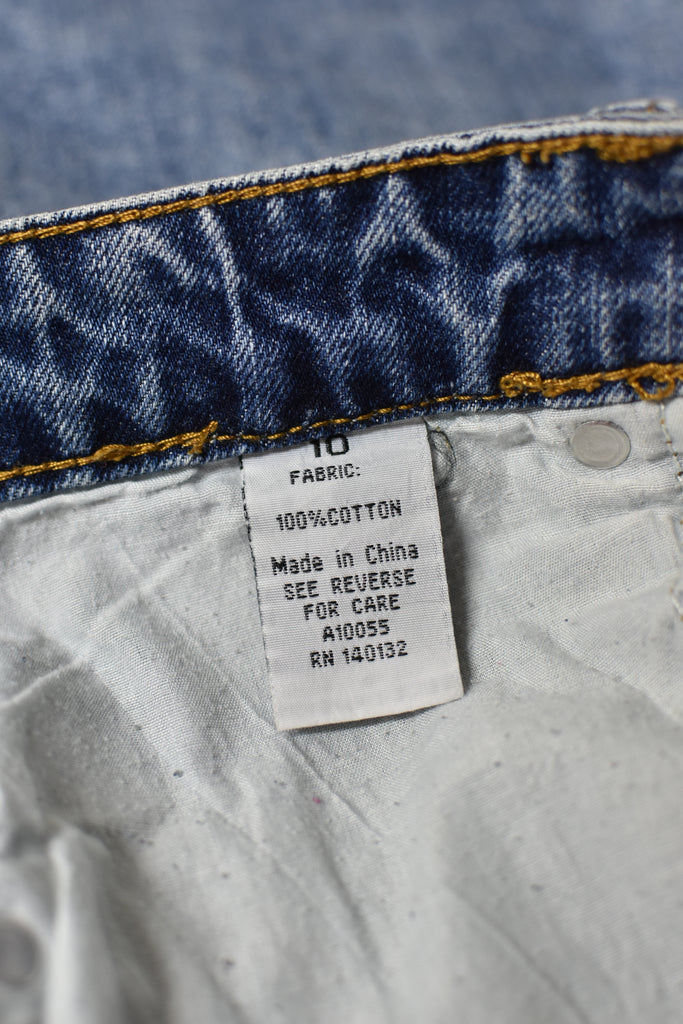 10
FABRIC:
100%COTTON
Made in China
SEE REVERSE
FOR CARE
A10055
RN 140132